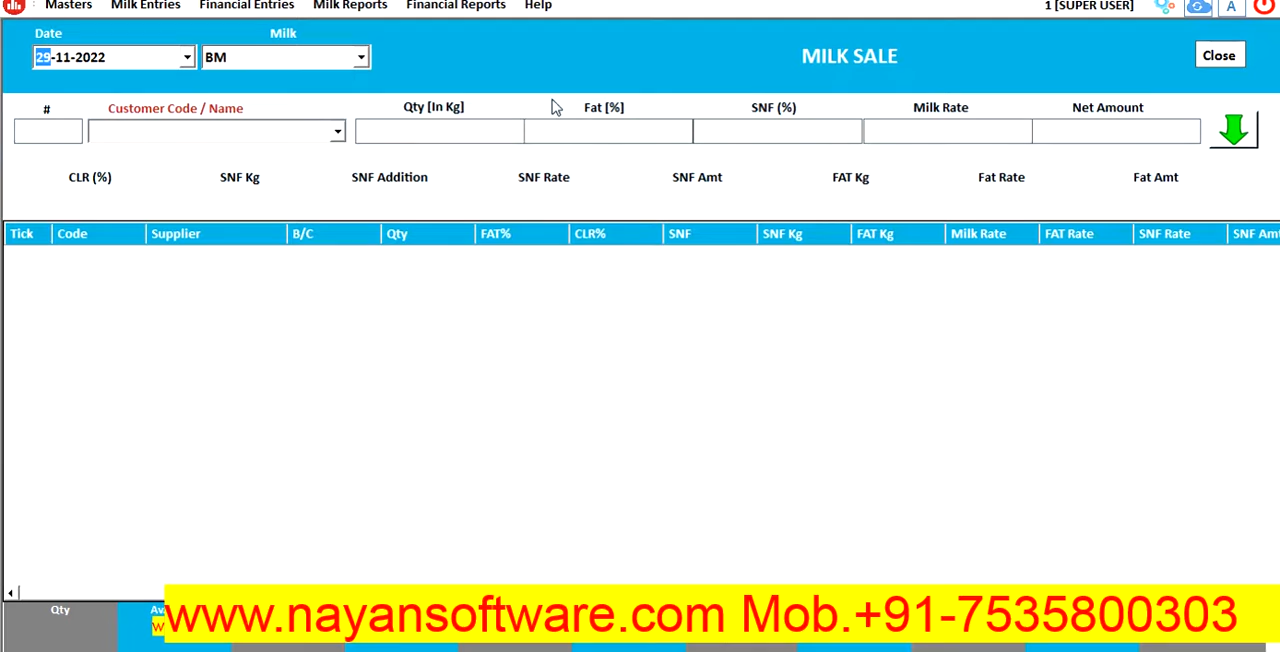 Masters Milk Entries Financial Entries Milk Reports Financial Reports Help 1 [SUPER USER] A
Date Milk
29-11-2022 BM MILK SALE Close
# Customer Code / Name Qty [In Kg] Fat [%] SNF (%) Milk Rate Net Amount
CLR (%) SNF Kg SNF Addition SNF Rate SNF Amt FAT Kg Fat Rate Fat Amt
Tick Code Supplier B/C Qty FAT% CLR% SNF SNF Kg FAT Kg Milk Rate FAT Rate SNF Rate SNF Amt
Qty
www.nayansoftware.com Mob.+91-7535800303